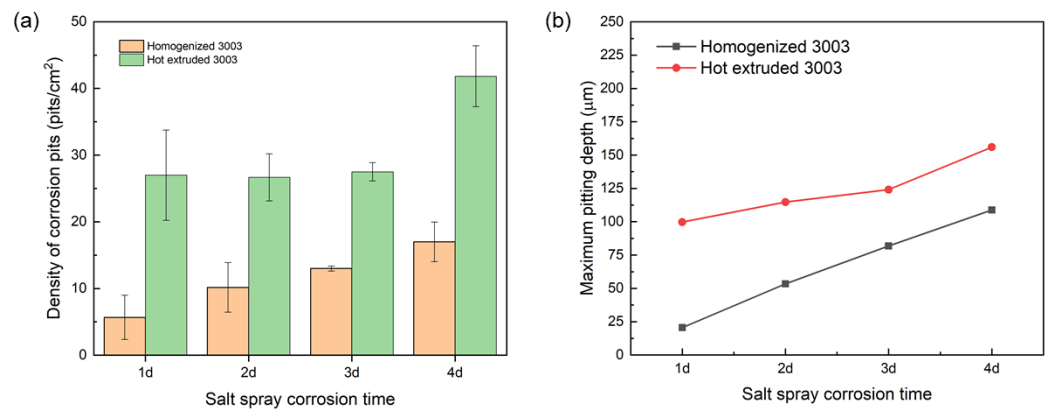 (a)
50
40
30
20
10
0
Density of corrosion pits (pits/cm²)
Homogenized 3003
Hot extruded 3003
1d 2d 3d 4d
Salt spray corrosion time
(b)
250
225
200
175
150
125
100
75
50
25
0
Maximum pitting depth (μm)
Homogenized 3003
Hot extruded 3003
1d 2d 3d 4d
Salt spray corrosion time